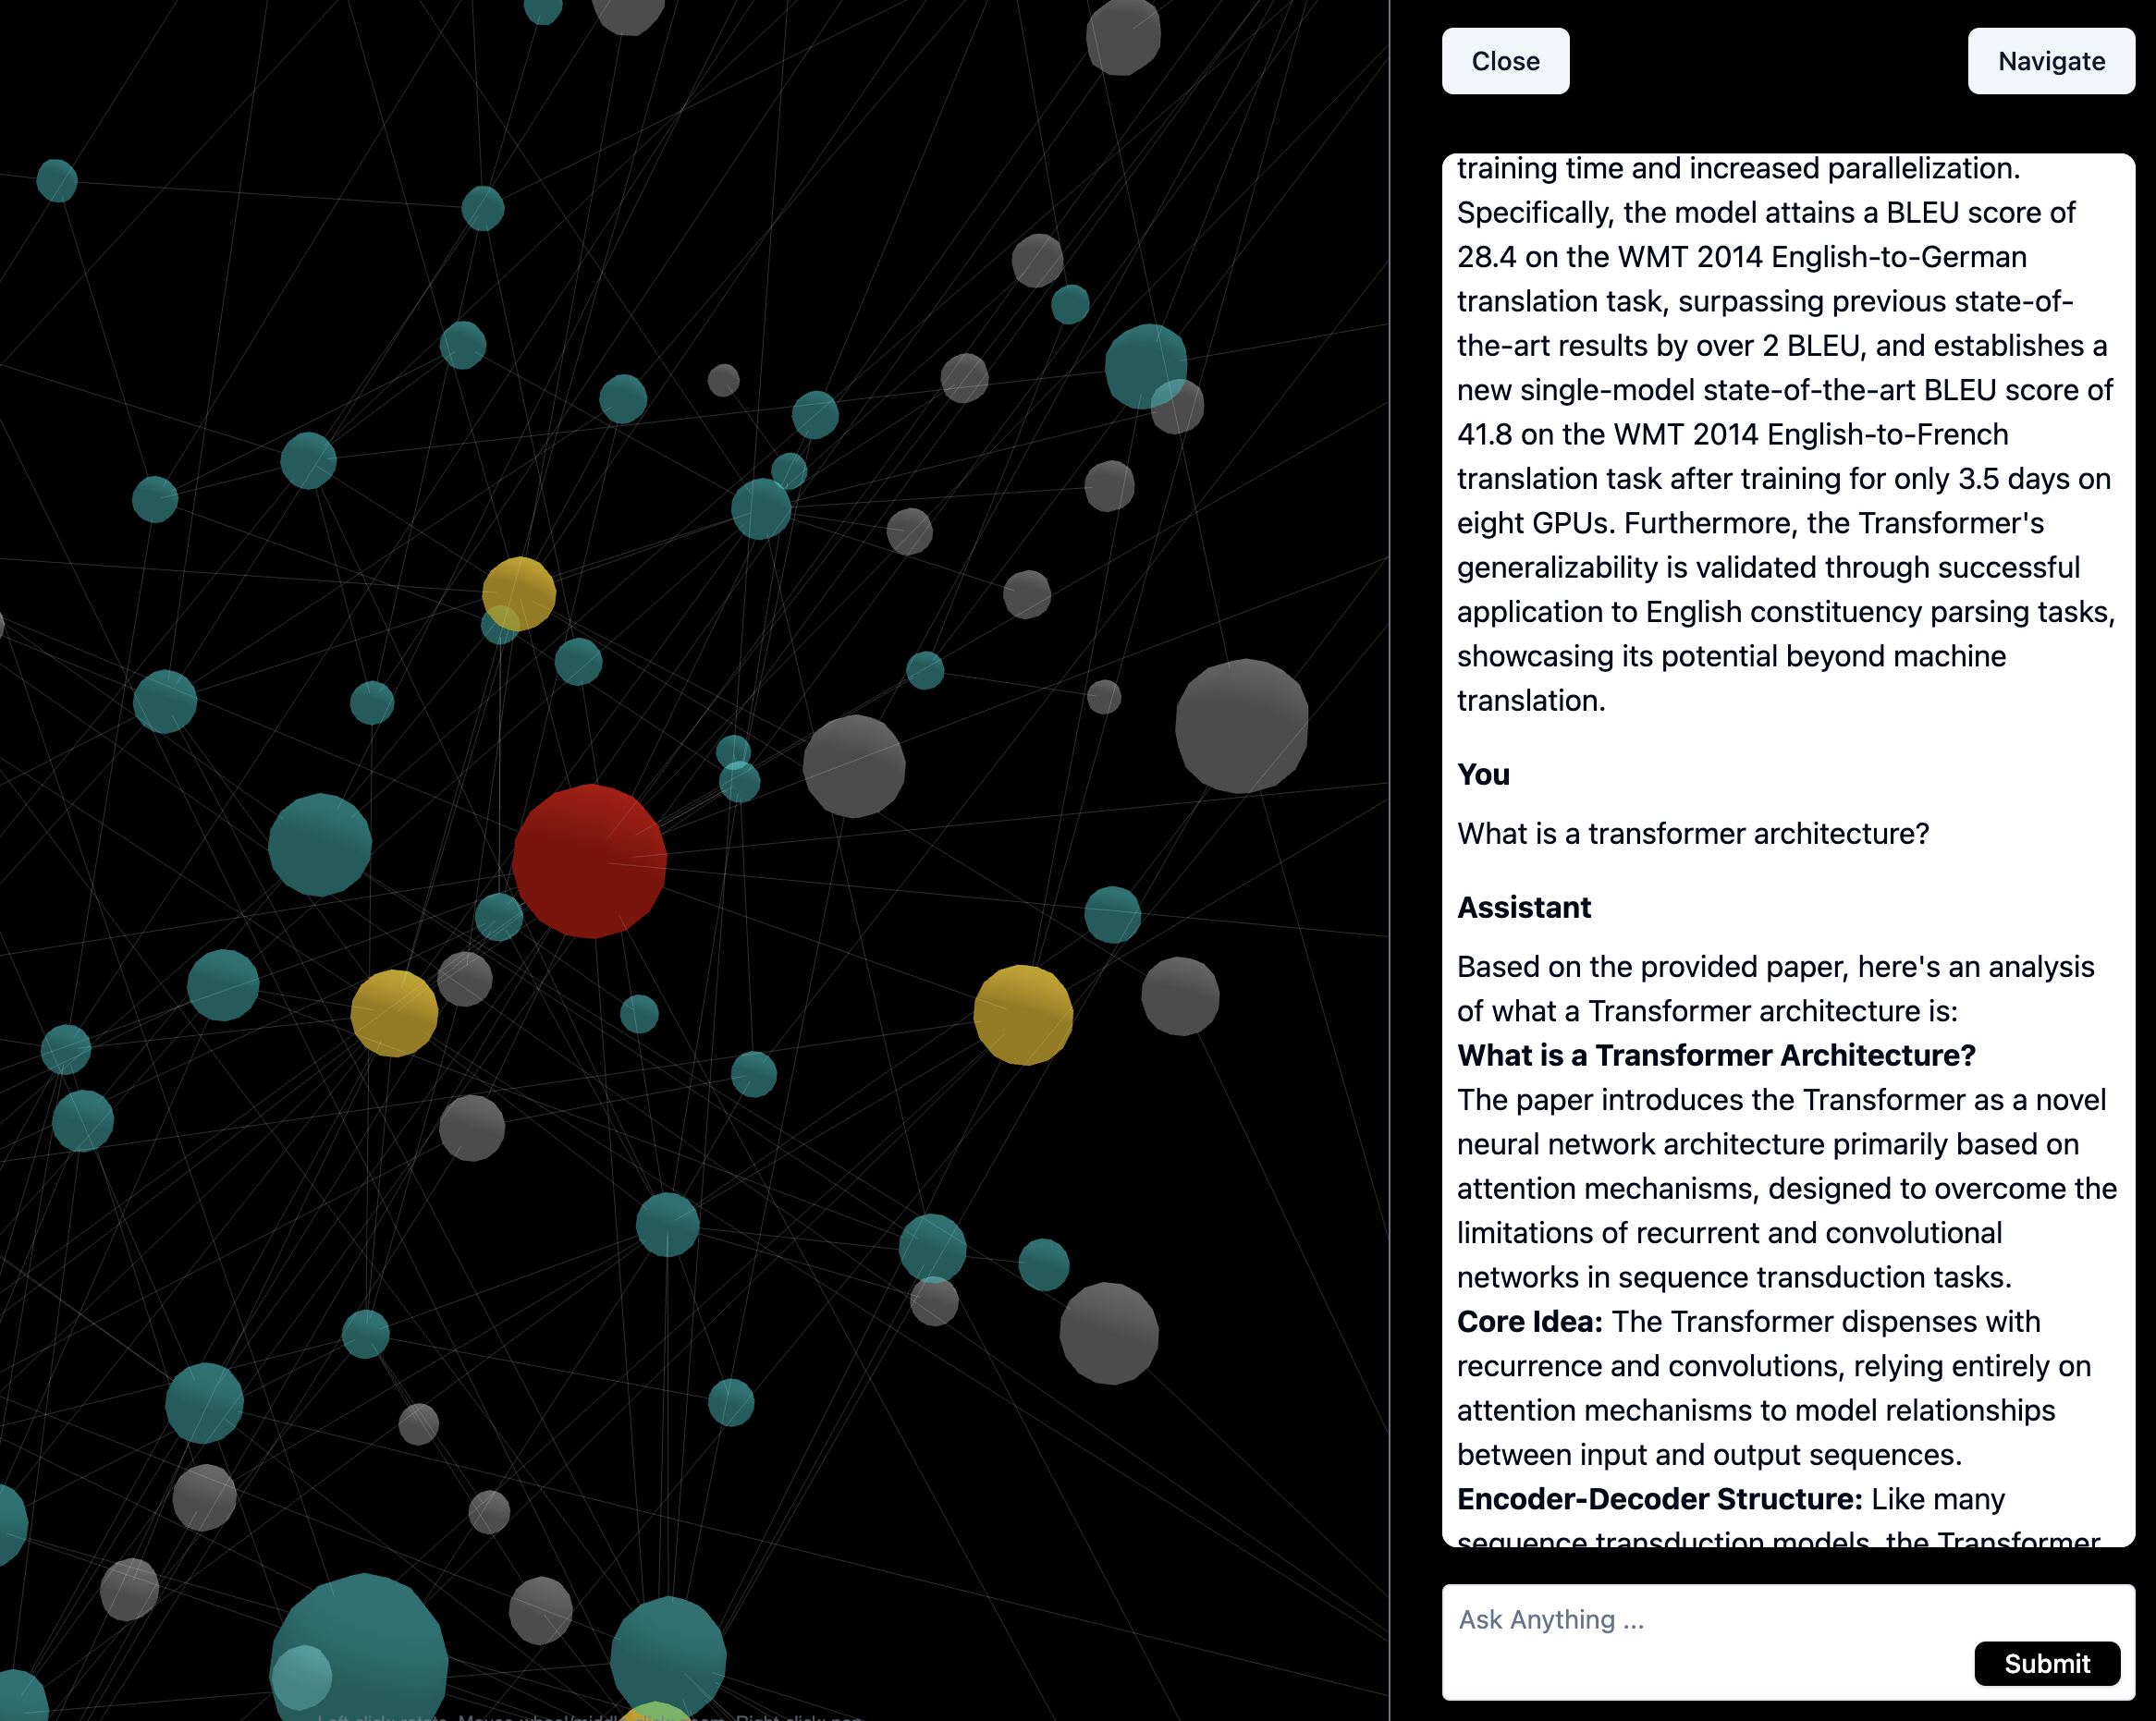 Close
Navigate
training time and increased parallelization.
Specifically, the model attains a BLEU score of
28.4 on the WMT 2014 English-to-German
translation task, surpassing previous state-of-
the-art results by over 2 BLEU, and establishes a
new single-model state-of-the-art BLEU score of
41.8 on the WMT 2014 English-to-French
translation task after training for only 3.5 days on
eight GPUs. Furthermore, the Transformer's
generalizability is validated through successful
application to English constituency parsing tasks,
showcasing its potential beyond machine
translation.
You
What is a transformer architecture?
Assistant
Based on the provided paper, here's an analysis
of what a Transformer architecture is:
What is a Transformer Architecture?
The paper introduces the Transformer as a novel
neural network architecture primarily based on
attention mechanisms, designed to overcome the
limitations of recurrent and convolutional
networks in sequence transduction tasks.
Core Idea: The Transformer dispenses with
recurrence and convolutions, relying entirely on
attention mechanisms to model relationships
between input and output sequences.
Encoder-Decoder Structure: Like many
sequence transduction models, the Transformer
Ask Anything ...
Submit